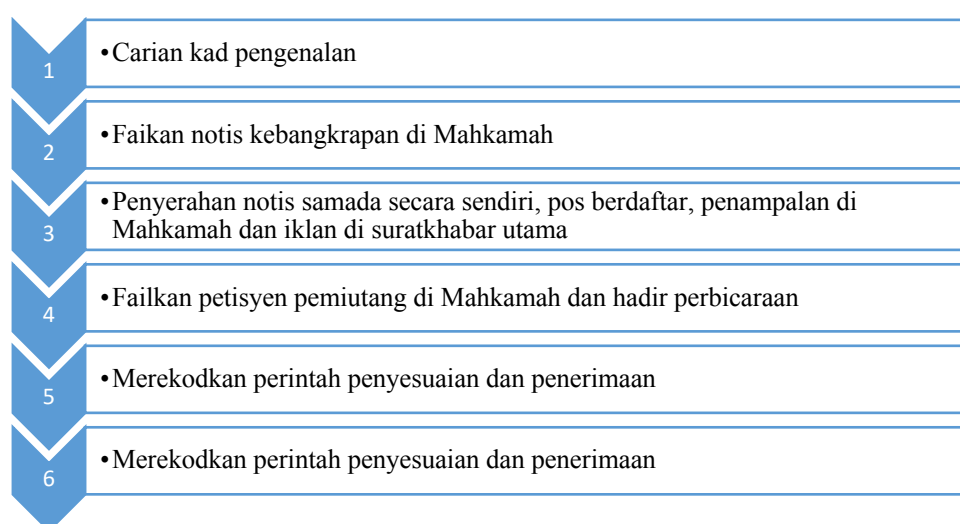 1
•Carian kad pengenalan
2
•Faikan notis kebangkrapan di Mahkamah
3
•Penyerahan notis samada secara sendiri, pos berdaftar, penampalan di
Mahkamah dan iklan di suratkhabar utama
4
•Failkan petisyen pemiutang di Mahkamah dan hadir perbicaraan
5
•Merekodkan perintah penyesuaian dan penerimaan
6
•Merekodkan perintah penyesuaian dan penerimaan